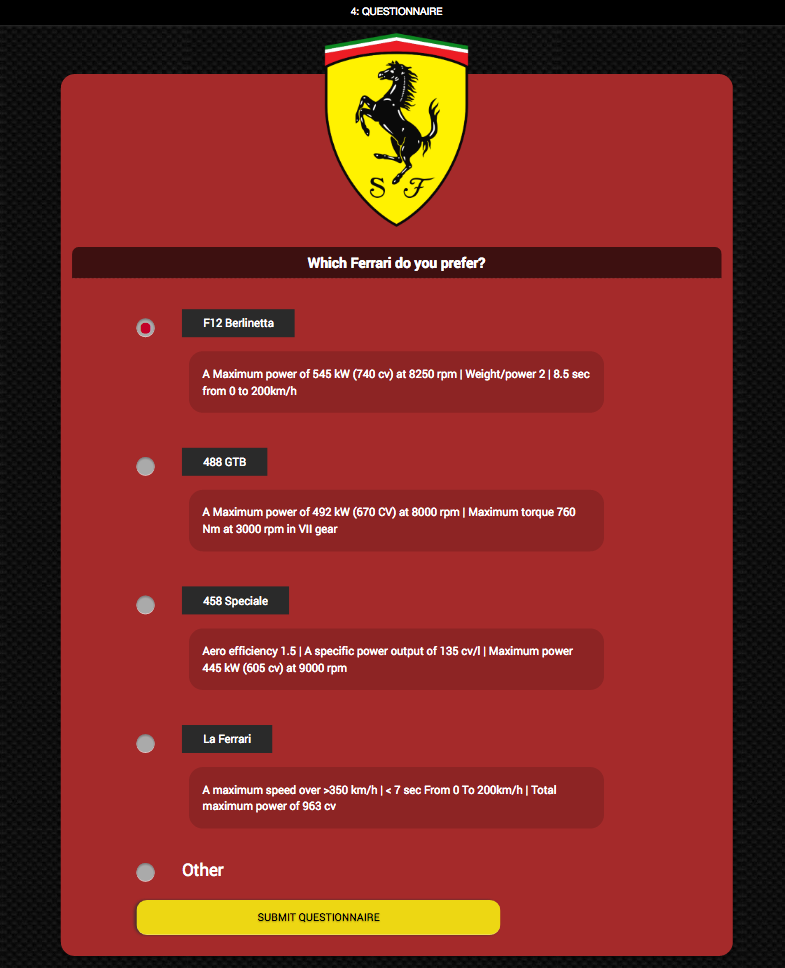 4: QUESTIONNAIRE
S F
Which Ferrari do you prefer?
F12 Berlinetta
A Maximum power of 545 kW (740 cv) at 8250 rpm | Weight/power 2 | 8.5 sec
from 0 to 200km/h
488 GTB
A Maximum power of 492 kW (670 CV) at 8000 rpm | Maximum torque 760
Nm at 3000 rpm in VII gear
458 Speciale
Aero efficiency 1.5 | A specific power output of 135 cv/l | Maximum power
445 kW (605 cv) at 9000 rpm
La Ferrari
A maximum speed over >350 km/h | < 7 sec From 0 To 200km/h | Total
maximum power of 963 cv
Other
SUBMIT QUESTIONNAIRE